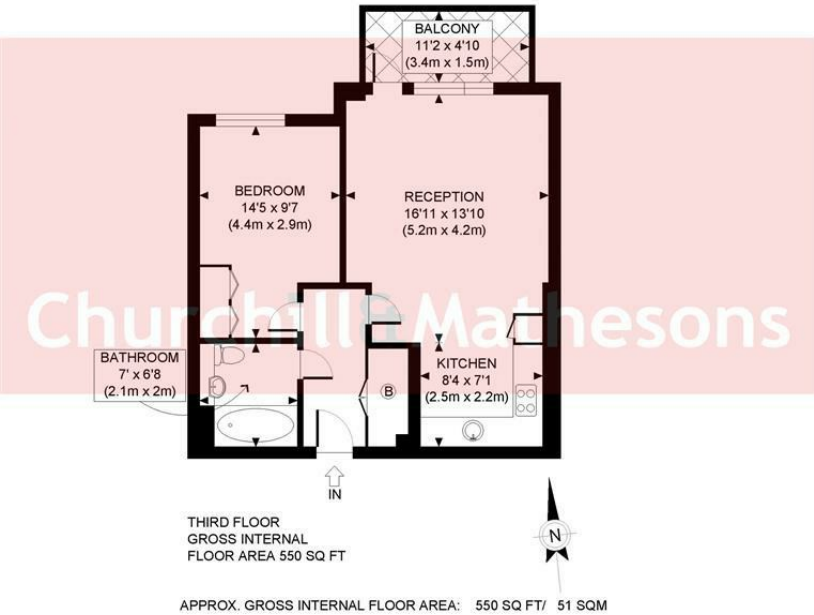 BALCONY
11'2 x 4'10
(3.4m x 1.5m)
BEDROOM
14'5 x 9'7
(4.4m x 2.9m)
RECEPTION
16'11 x 13'10
(5.2m x 4.2m)
Churchill & Mathesons
BATHROOM
7' x 6'8
(2.1m x 2m)
KITCHEN
8'4 x 7'1
(2.5m x 2.2m)
B
IN
N
THIRD FLOOR
GROSS INTERNAL
FLOOR AREA 550 SQ FT
APPROX. GROSS INTERNAL FLOOR AREA: 550 SQ FT/ 51 SQM